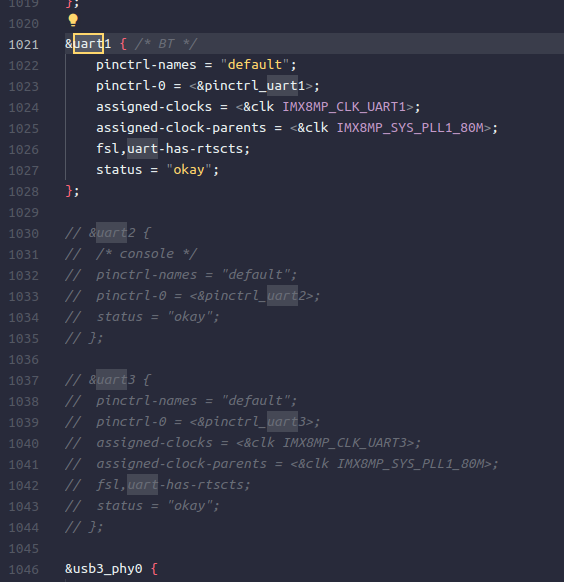 1019 };
1020
1021 &uart1 { /* BT */
1022 pinctrl-names = "default";
1023 pinctrl-0 = <&pinctrl_uart1>;
1024 assigned-clocks = <&clk IMX8MP_CLK_UART1>;
1025 assigned-clock-parents = <&clk IMX8MP_SYS_PLL1_80M>;
1026 fsl,uart-has-rtscts;
1027 status = "okay";
1028 };
1029
1030 // &uart2 {
1031 // /* console */
1032 // pinctrl-names = "default";
1033 // pinctrl-0 = <&pinctrl_uart2>;
1034 // status = "okay";
1035 // };
1036
1037 // &uart3 {
1038 // pinctrl-names = "default";
1039 // pinctrl-0 = <&pinctrl_uart3>;
1040 // assigned-clocks = <&clk IMX8MP_CLK_UART3>;
1041 // assigned-clock-parents = <&clk IMX8MP_SYS_PLL1_80M>;
1042 // fsl,uart-has-rtscts;
1043 // status = "okay";
1044 // };
1045
1046 &usb3_phy0 {